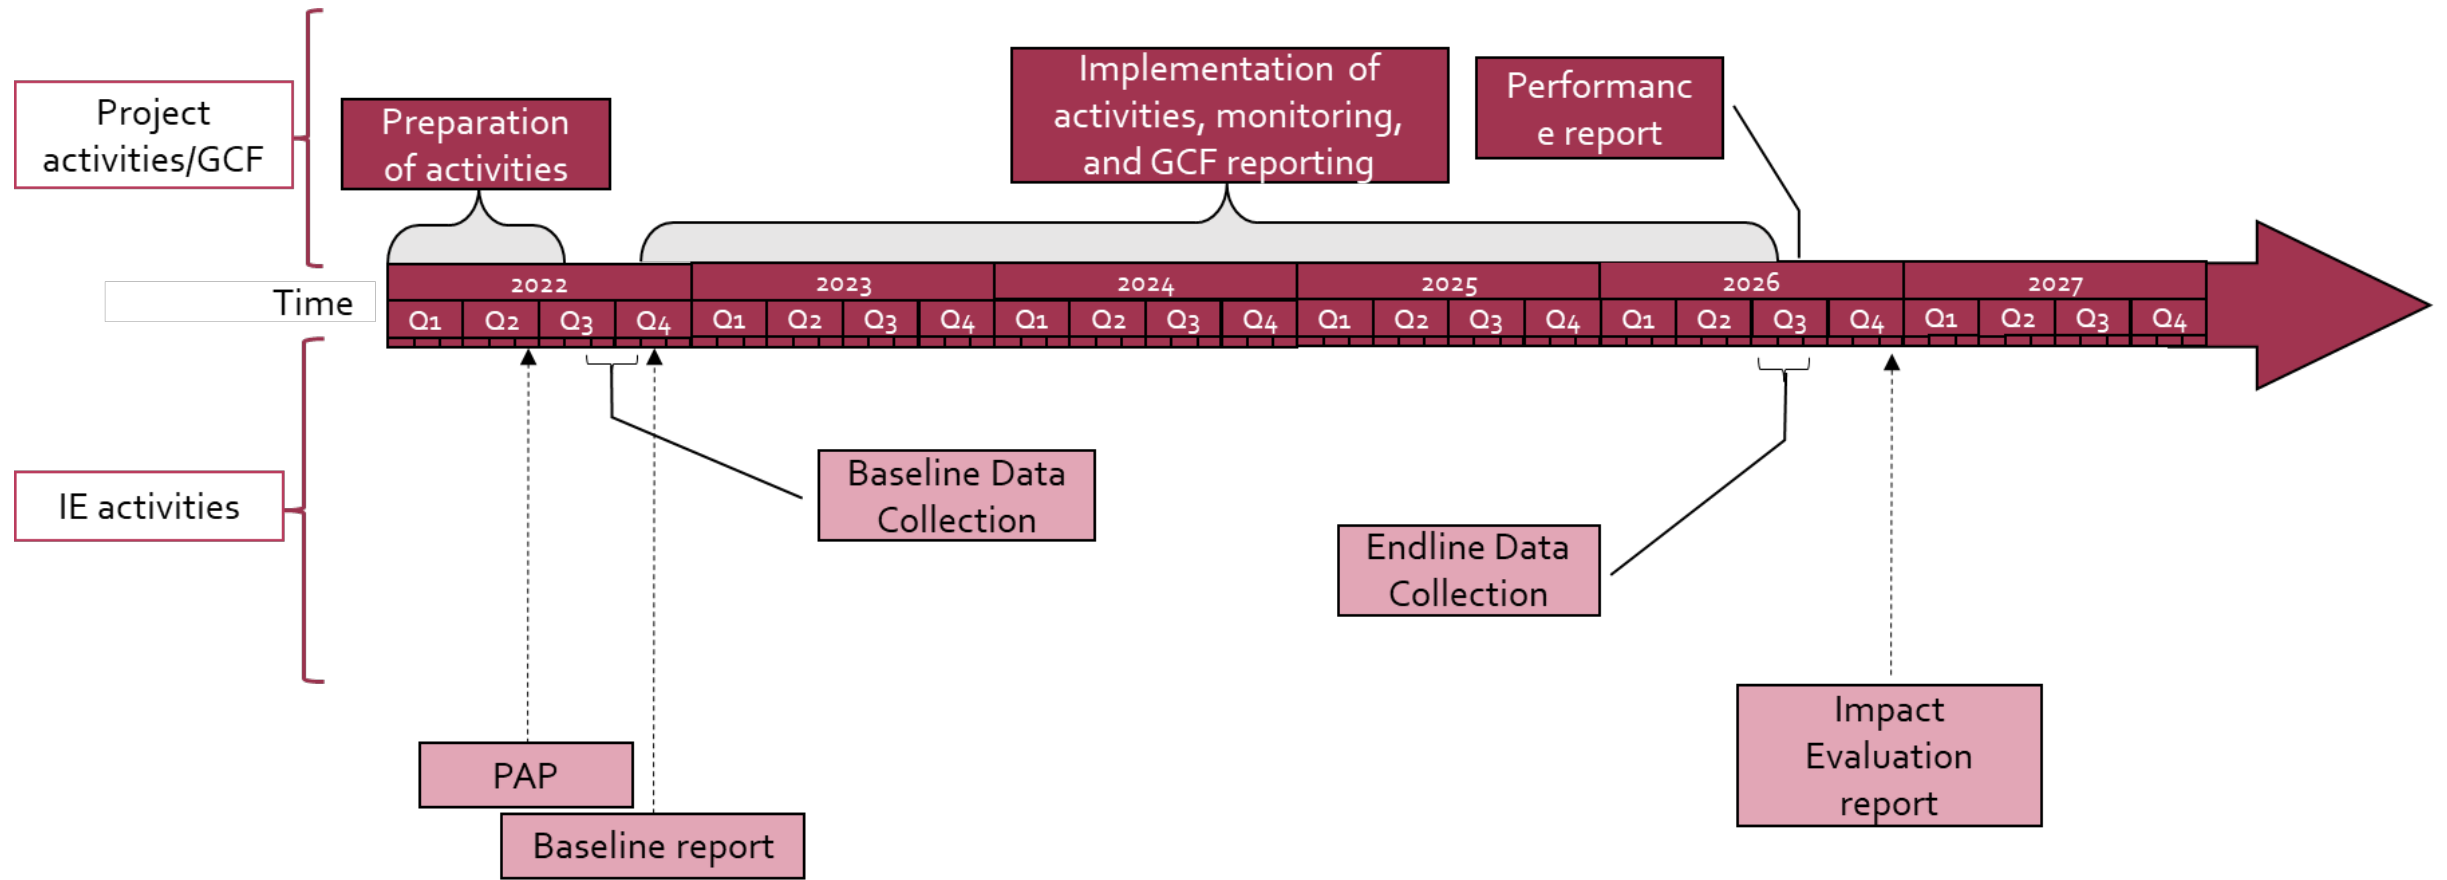 Project
activities/GCF
Preparation
of activities
Implementation of
activities, monitoring,
and GCF reporting
Performanc
e report
Time
2022 2023 2024 2025 2026 2027
Q1 Q2 Q3 Q4 Q1 Q2 Q3 Q4 Q1 Q2 Q3 Q4 Q1 Q2 Q3 Q4 Q1 Q2 Q3 Q4 Q1 Q2 Q3 Q4
IE activities
Baseline Data
Collection
Endline Data
Collection
PAP
Baseline report
Impact
Evaluation
report